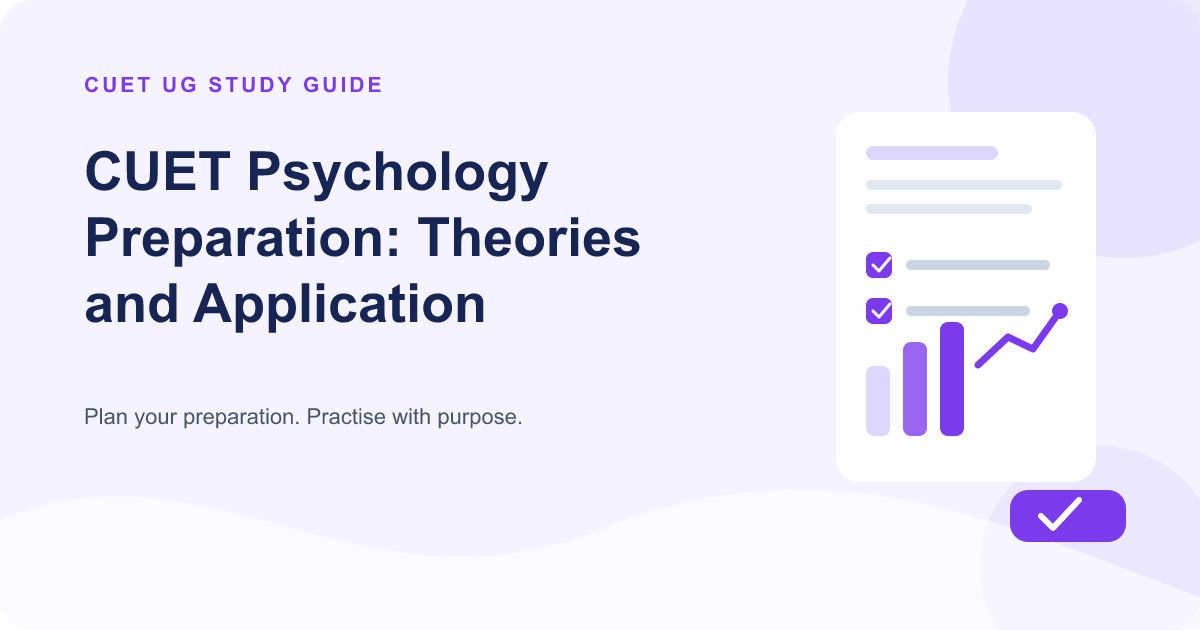 CUET UG STUDY GUIDE
CUET Psychology
Preparation: Theories
and Application
Plan your preparation. Practise with purpose.